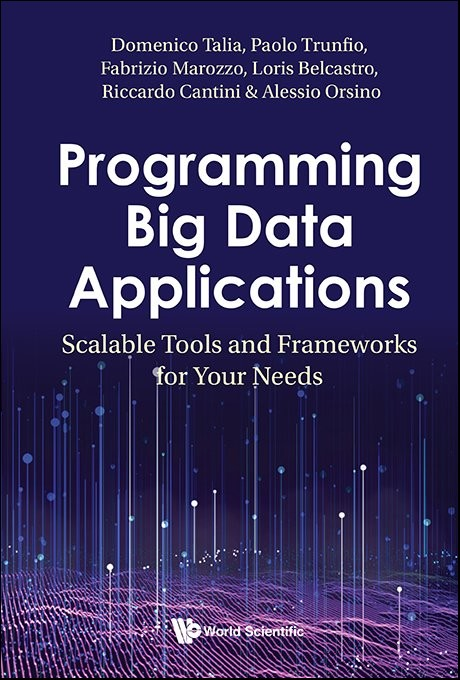 Domenico Talia, Paolo Trunfio,
Fabrizio Marozzo, Loris Belcastro,
Riccardo Cantini & Alessio Orsino
Programming
Big Data
Applications
Scalable Tools and Frameworks
for Your Needs
World Scientific